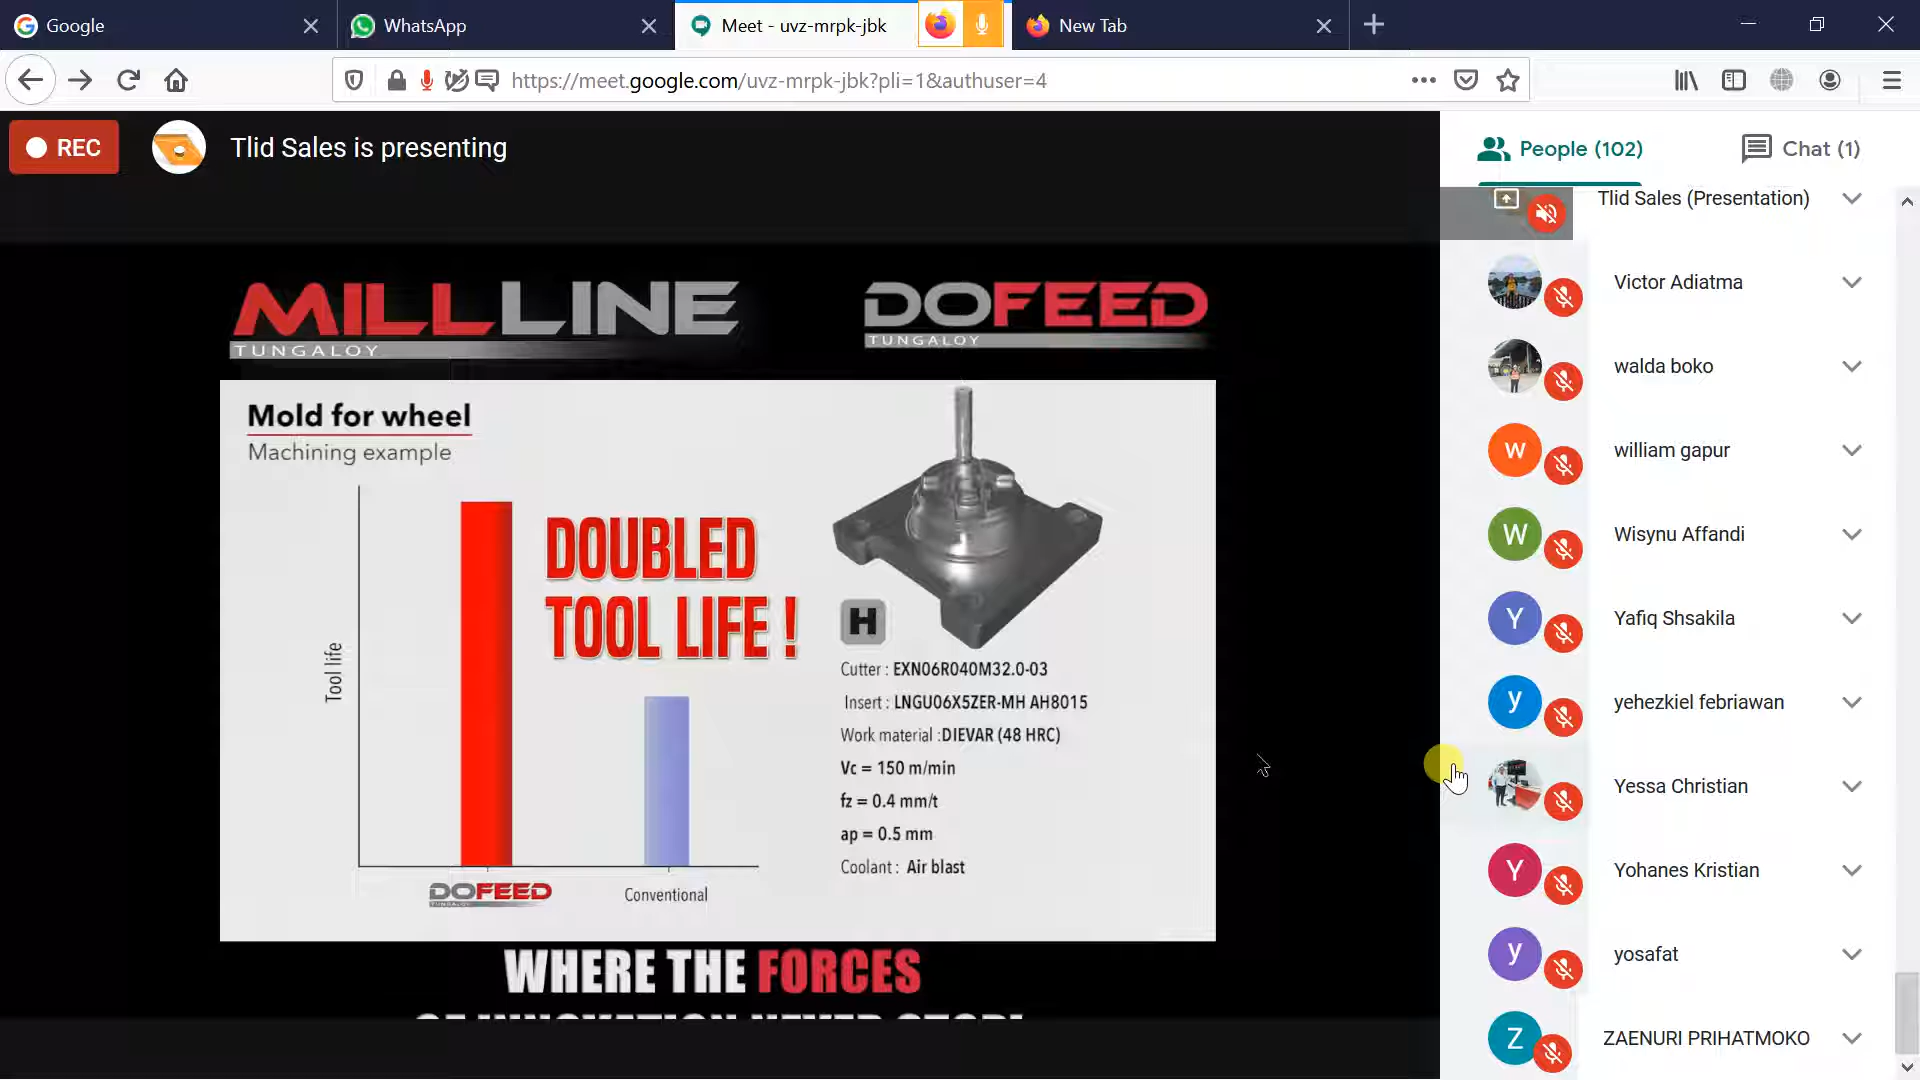 Google
WhatsApp
Meet - uvz-mrpk-jbk
New Tab
https://meet.google.com/uvz-mrpk-jbk?pli=1&authuser=4
REC
Tlid Sales is presenting
People (102)
Chat (1)
MILLLINE
TUNGALOY
DOFEED
TUNGALOY
Mold for wheel
Machining example
Tool life
DOUBLED
TOOL LIFE !
DOFEED
TUNGALOY
Conventional
H
Cutter : EXN06R040M32.0-03
Insert : LNGU06X5ZER-MH AH8015
Work material :DIEVAR (48 HRC)
Vc = 150 m/min
fz = 0.4 mm/t
ap = 0.5 mm
Coolant : Air blast
WHERE THE FORCES
OF INNOVATION NEVER STOP!
Tlid Sales (Presentation)
Victor Adiatma
walda boko
w
william gapur
W
Wisynu Affandi
Y
Yafiq Shsakila
y
yehezkiel febriawan
Yessa Christian
Y
Yohanes Kristian
y
yosafat
Z
ZAENURI PRIHATMOKO